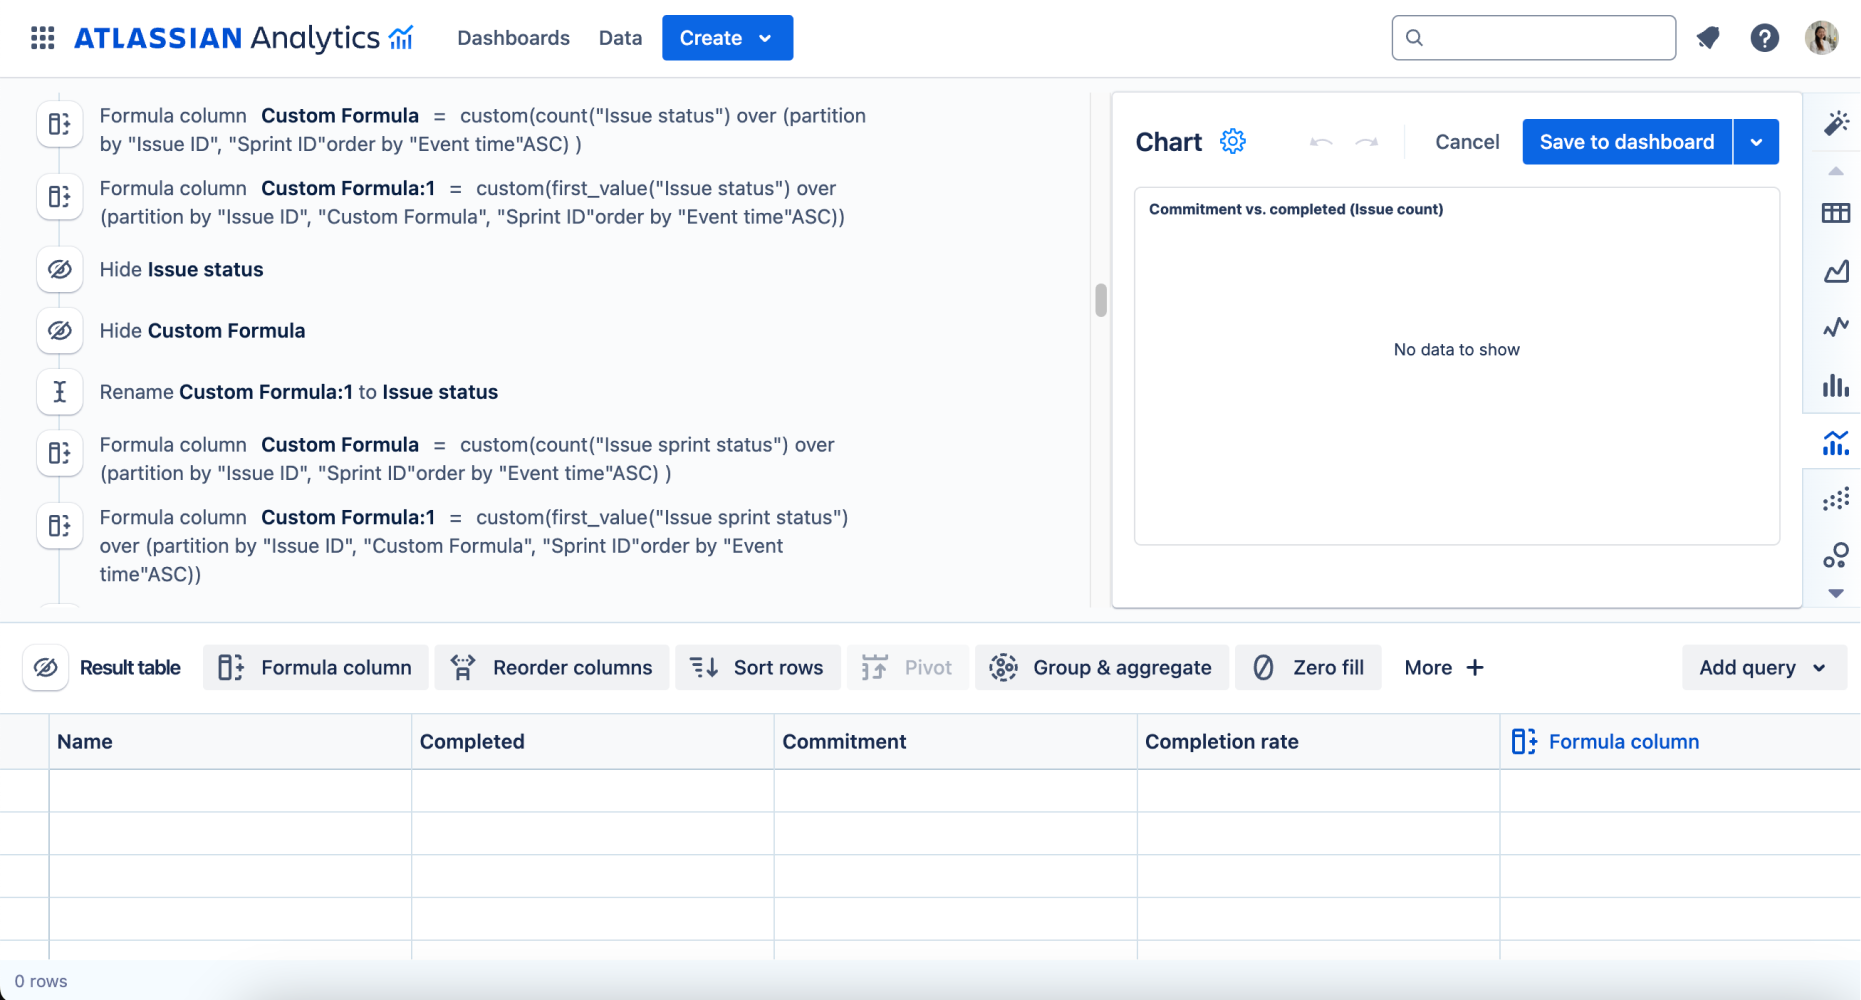 ATLASSIAN Analytics
Dashboards
Data
Create
Formula column Custom Formula = custom(count("Issue status") over (partition
by "Issue ID", "Sprint ID"order by "Event time"ASC) )
Formula column Custom Formula:1 = custom(first_value("Issue status") over
(partition by "Issue ID", "Custom Formula", "Sprint ID"order by "Event time"ASC))
Hide Issue status
Hide Custom Formula
Rename Custom Formula:1 to Issue status
Formula column Custom Formula = custom(count("Issue sprint status") over
(partition by "Issue ID", "Sprint ID"order by "Event time"ASC) )
Formula column Custom Formula:1 = custom(first_value("Issue sprint status")
over (partition by "Issue ID", "Custom Formula", "Sprint ID"order by "Event
time"ASC))
Chart
Cancel
Save to dashboard
Commitment vs. completed (Issue count)
No data to show
Result table
Formula column
Reorder columns
Sort rows
Pivot
Group & aggregate
Zero fill
More
Add query
Name
Completed
Commitment
Completion rate
Formula column
0 rows